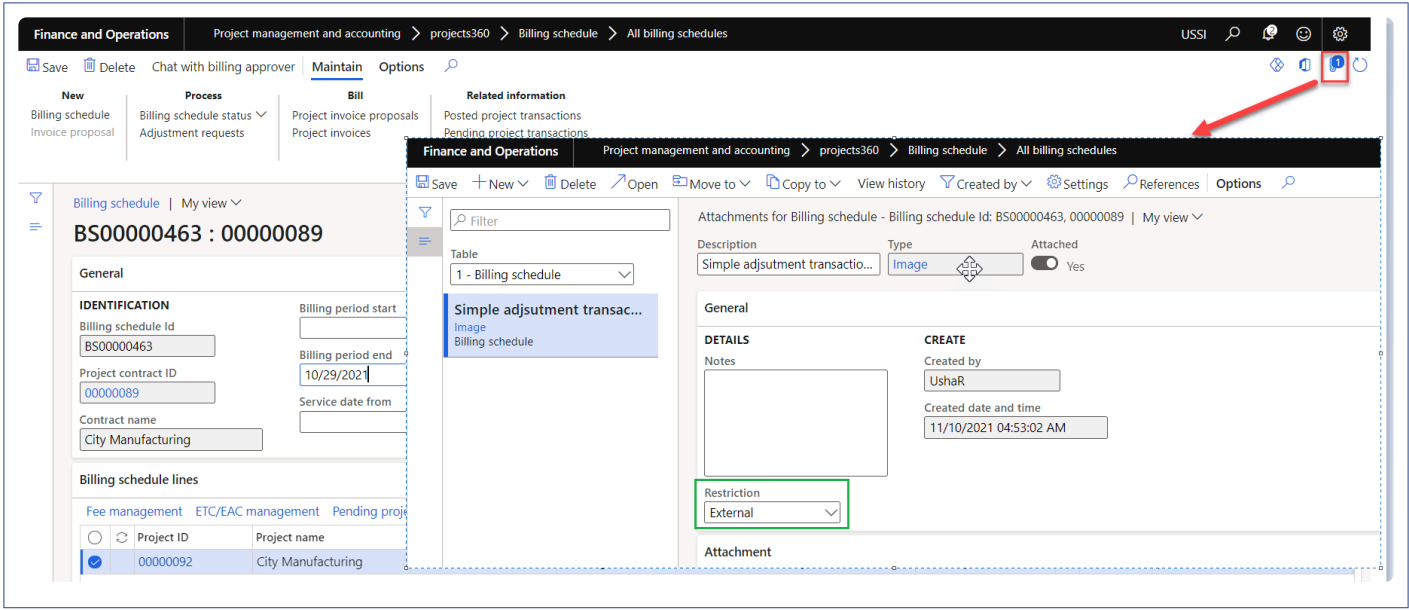 Finance and Operations Project management and accounting > projects360 > Billing schedule > All billing schedules USSI
Save Delete Chat with billing approver Maintain Options 1
New Process Bill Related information
Billing schedule Billing schedule status Project invoice proposals Posted project transactions
Invoice proposal Adjustment requests Project invoices Pending project transactions
Billing schedule | My view
BS00000463 : 00000089
General
IDENTIFICATION
Billing schedule Id
BS00000463
Project contract ID
00000089
Contract name
City Manufacturing
Billing period start
Billing period end
10/29/2021
Service date from
Billing schedule lines
Fee management ETC/EAC management Pending proje
Project ID Project name
00000092 City Manufacturing
Finance and Operations Project management and accounting > projects360 > Billing schedule > All billing schedules
Save New Delete Open Move to Copy to View history Created by Settings References Options
Filter
Table
1 - Billing schedule
Simple adjsutment transac...
Image
Billing schedule
Attachments for Billing schedule - Billing schedule Id: BS00000463, 00000089 | My view
Description Type Attached
Simple adjsutment transactio... Image Yes
General
DETAILS
Notes
Restriction
External
CREATE
Created by
UshaR
Created date and time
11/10/2021 04:53:02 AM
Attachment